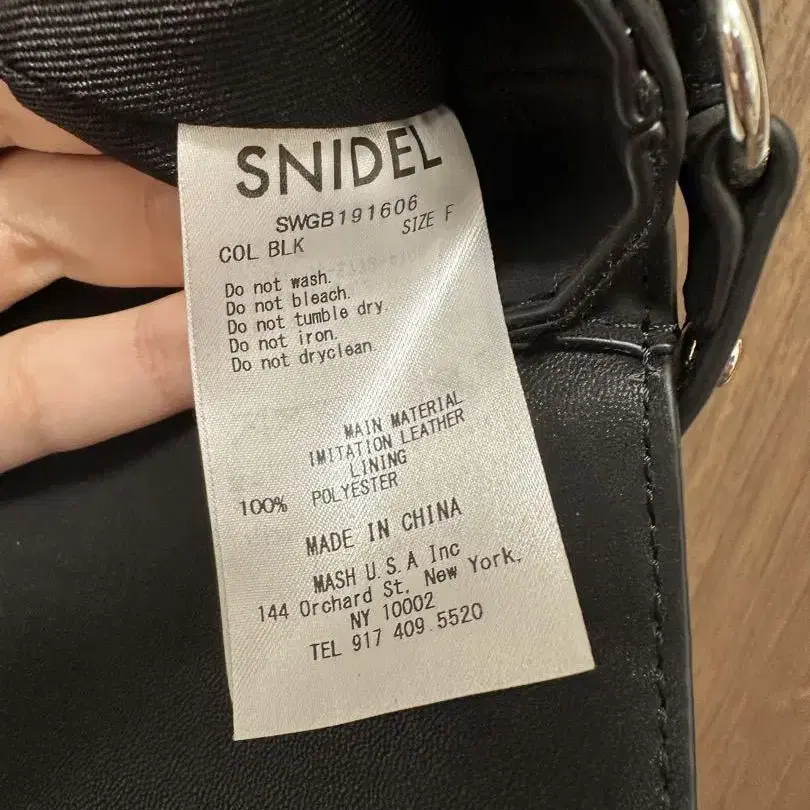 SNIDEL
SWGB191606
COL BLK SIZE F
Do not wash.
Do not bleach.
Do not tumble dry.
Do not iron.
Do not dryclean.
MAIN MATERIAL
IMITATION LEATHER
LINING
100% POLYESTER
MADE IN CHINA
MASH U.S.A Inc
144 Orchard St, New York,
NY 10002
TEL 917 409 5520